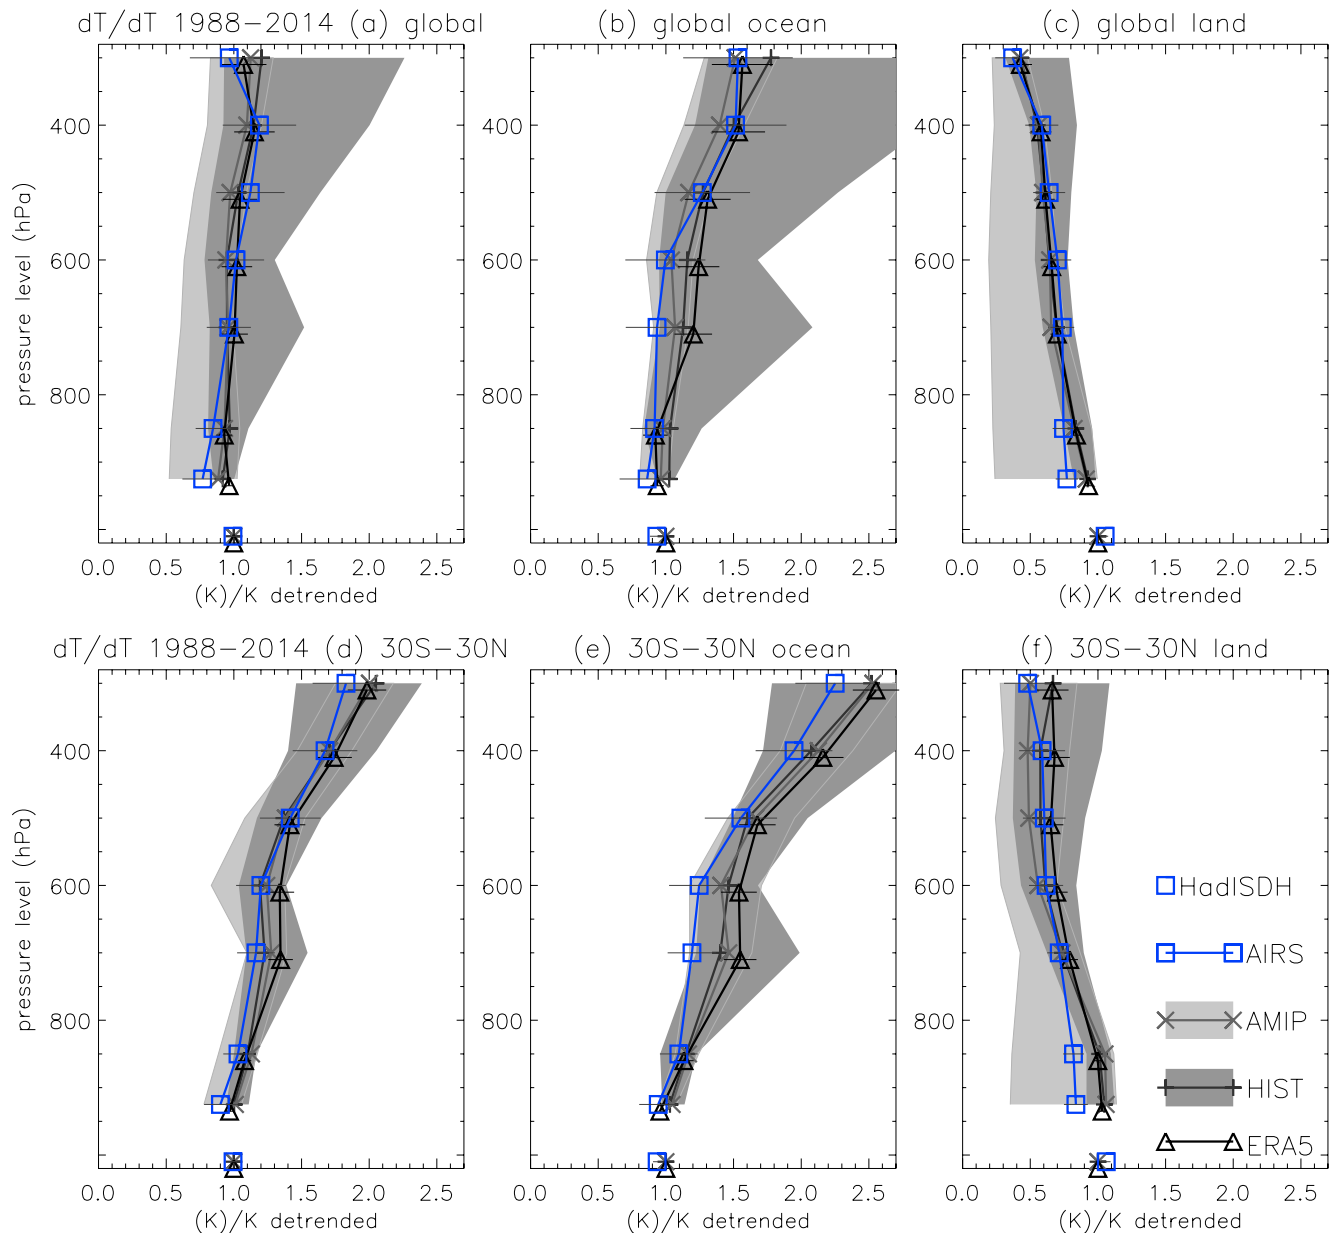 dT/dT 1988−2014 (a) global
(b) global ocean
(c) global land
400
600
800
pressure level (hPa)
0.0 0.5 1.0 1.5 2.0 2.5
(K)/K detrended
400
600
800
0.0 0.5 1.0 1.5 2.0 2.5
(K)/K detrended
400
600
800
0.0 0.5 1.0 1.5 2.0 2.5
(K)/K detrended
dT/dT 1988−2014 (d) 30S−30N
(e) 30S−30N ocean
(f) 30S−30N land
400
600
800
pressure level (hPa)
0.0 0.5 1.0 1.5 2.0 2.5
(K)/K detrended
400
600
800
0.0 0.5 1.0 1.5 2.0 2.5
(K)/K detrended
400
600
800
HadISDH
AIRS
AMIP
HIST
ERA5
0.0 0.5 1.0 1.5 2.0 2.5
(K)/K detrended